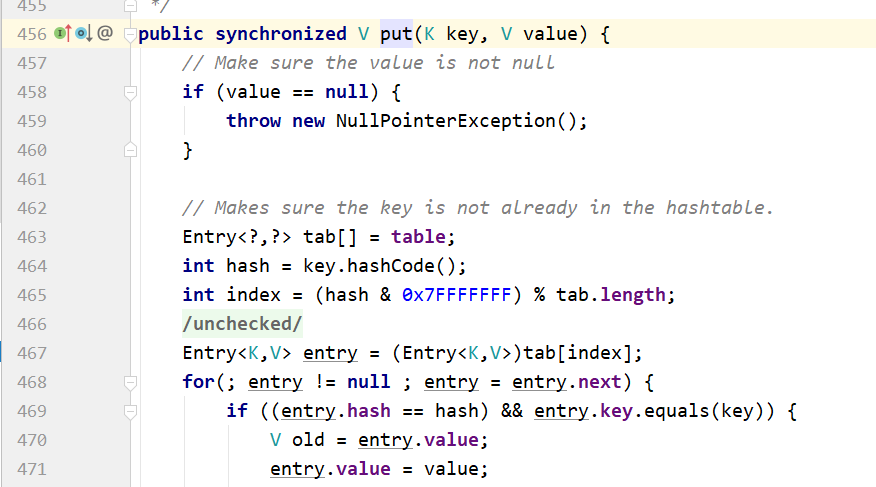 455 */
456 public synchronized V put(K key, V value) {
457 // Make sure the value is not null
458 if (value == null) {
459 throw new NullPointerException();
460 }
461
462 // Makes sure the key is not already in the hashtable.
463 Entry<?,?> tab[] = table;
464 int hash = key.hashCode();
465 int index = (hash & 0x7FFFFFFF) % tab.length;
466 /unchecked/
467 Entry<K,V> entry = (Entry<K,V>)tab[index];
468 for(; entry != null ; entry = entry.next) {
469 if ((entry.hash == hash) && entry.key.equals(key)) {
470 V old = entry.value;
471 entry.value = value;